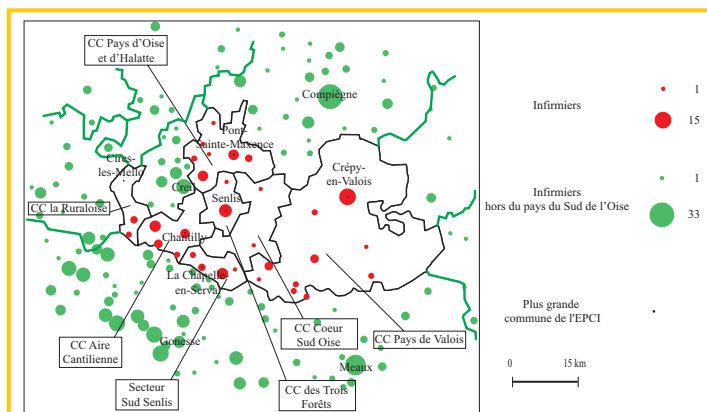 CC Pays d'Oise
et d'Halatte
Compiègne
Pont-
Sainte-Maxence
Cires-
les-Mello
Creil
Crépy-
en-Valois
Senlis
CC la Ruraloise
Chantilly
La Chapelle-
en-Serval
CC Aire
Cantilienne
Gonesse
Secteur
Sud Senlis
CC des Trois
Forêts
CC Coeur
Sud Oise
CC Pays de Valois
Meaux
Infirmiers
1
15
Infirmiers
hors du pays du Sud de l'Oise
1
33
Plus grande
commune de l'EPCI
0 15 km